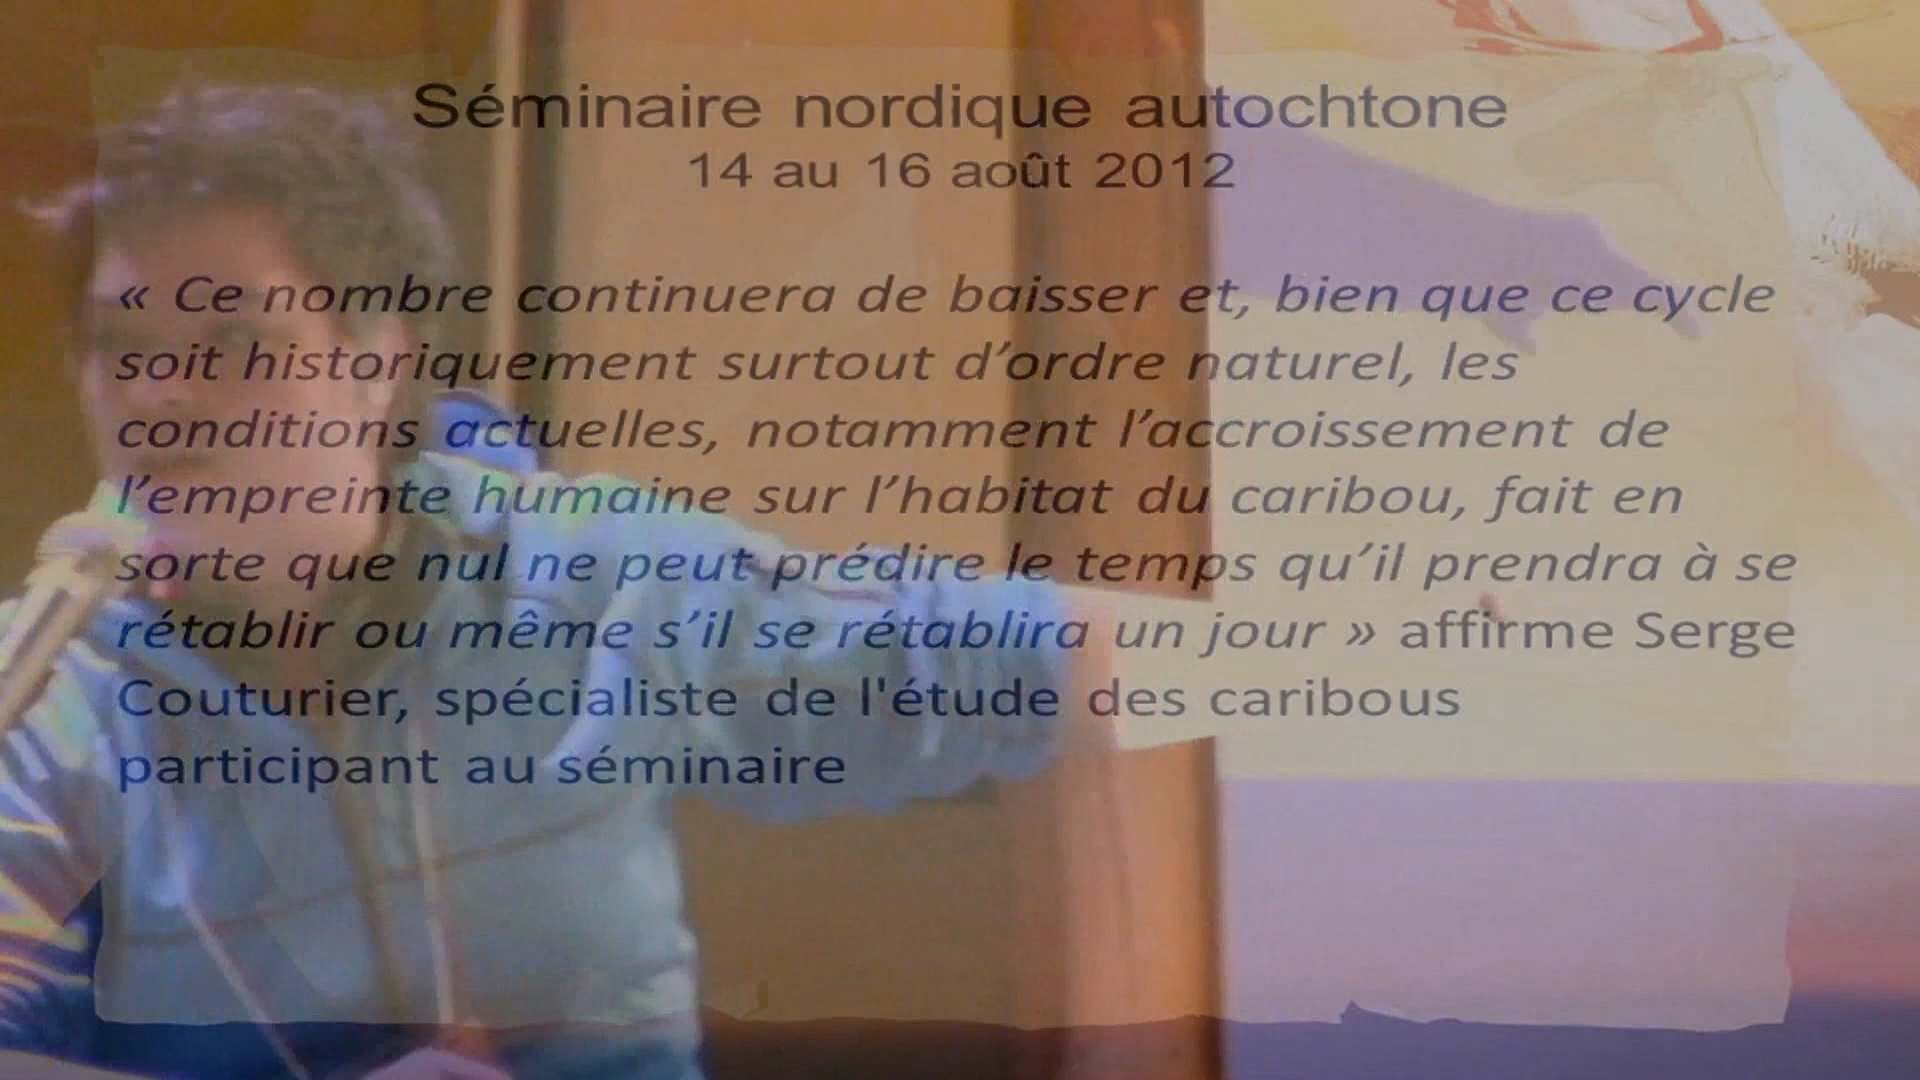 Séminaire nordique autochtone
14 au 16 août 2012
« Ce nombre continuera de baisser et, bien que ce cycle
soit historiquement surtout d’ordre naturel, les
conditions actuelles, notamment l’accroissement de
l’empreinte humaine sur l’habitat du caribou, fait en
sorte que nul ne peut prédire le temps qu’il prendra à se
rétablir ou même s’il se rétablira un jour » affirme Serge
Couturier, spécialiste de l'étude des caribous
participant au séminaire